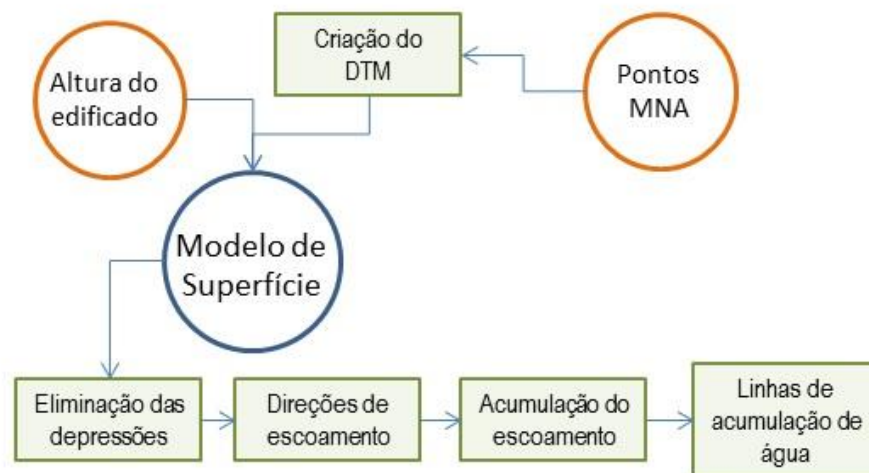 Altura do
edificado
Criação do
DTM
Pontos
MNA
Modelo de
Superfície
Eliminação das
depressões
Direções de
escoamento
Acumulação do
escoamento
Linhas de
acumulação de
água